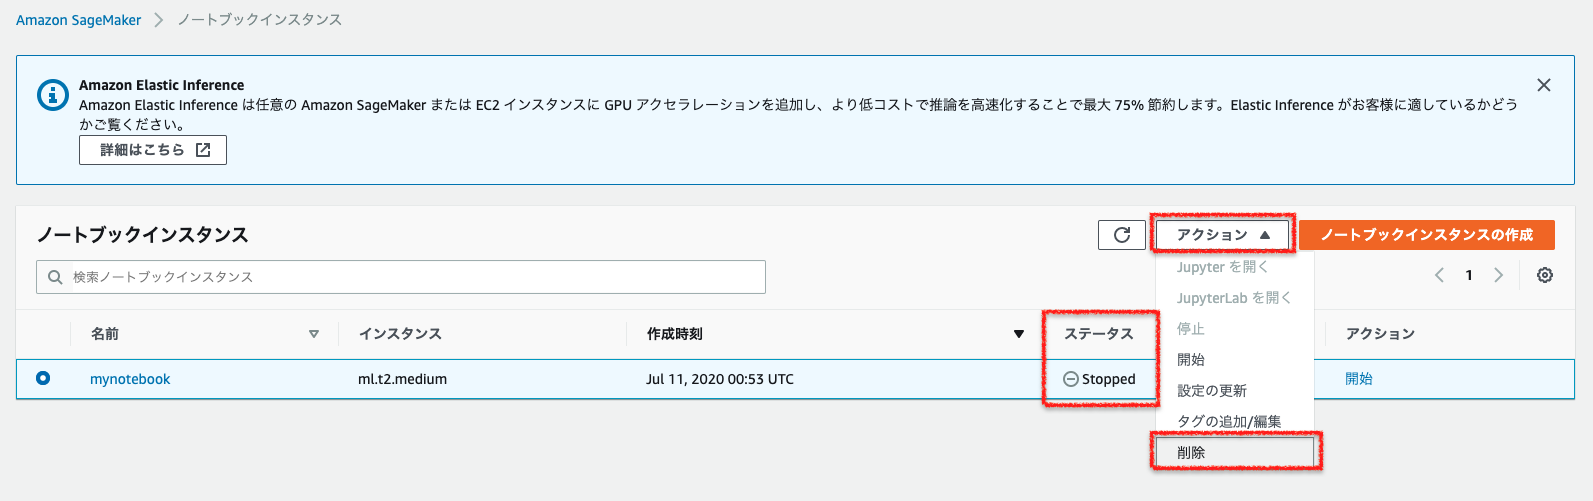 Amazon SageMaker > ノートブックインスタンス
Amazon Elastic Inference
Amazon Elastic Inference は任意の Amazon SageMaker または EC2 インスタンスに GPU アクセラレーションを追加し、より低コストで推論を高速化することで最大 75% 節約します。Elastic Inference がお客様に適しているかどう
かご覧ください。
詳細はこちら
ノートブックインスタンス
アクション ▲
ノートブックインスタンスの作成
検索ノートブックインスタンス
< 1 >
名前 インスタンス 作成時刻 ステータス アクション
mynotebook ml.t2.medium Jul 11, 2020 00:53 UTC Stopped 開始
Jupyter を開く
JupyterLab を開く
停止
開始
設定の更新
タグの追加/編集
削除